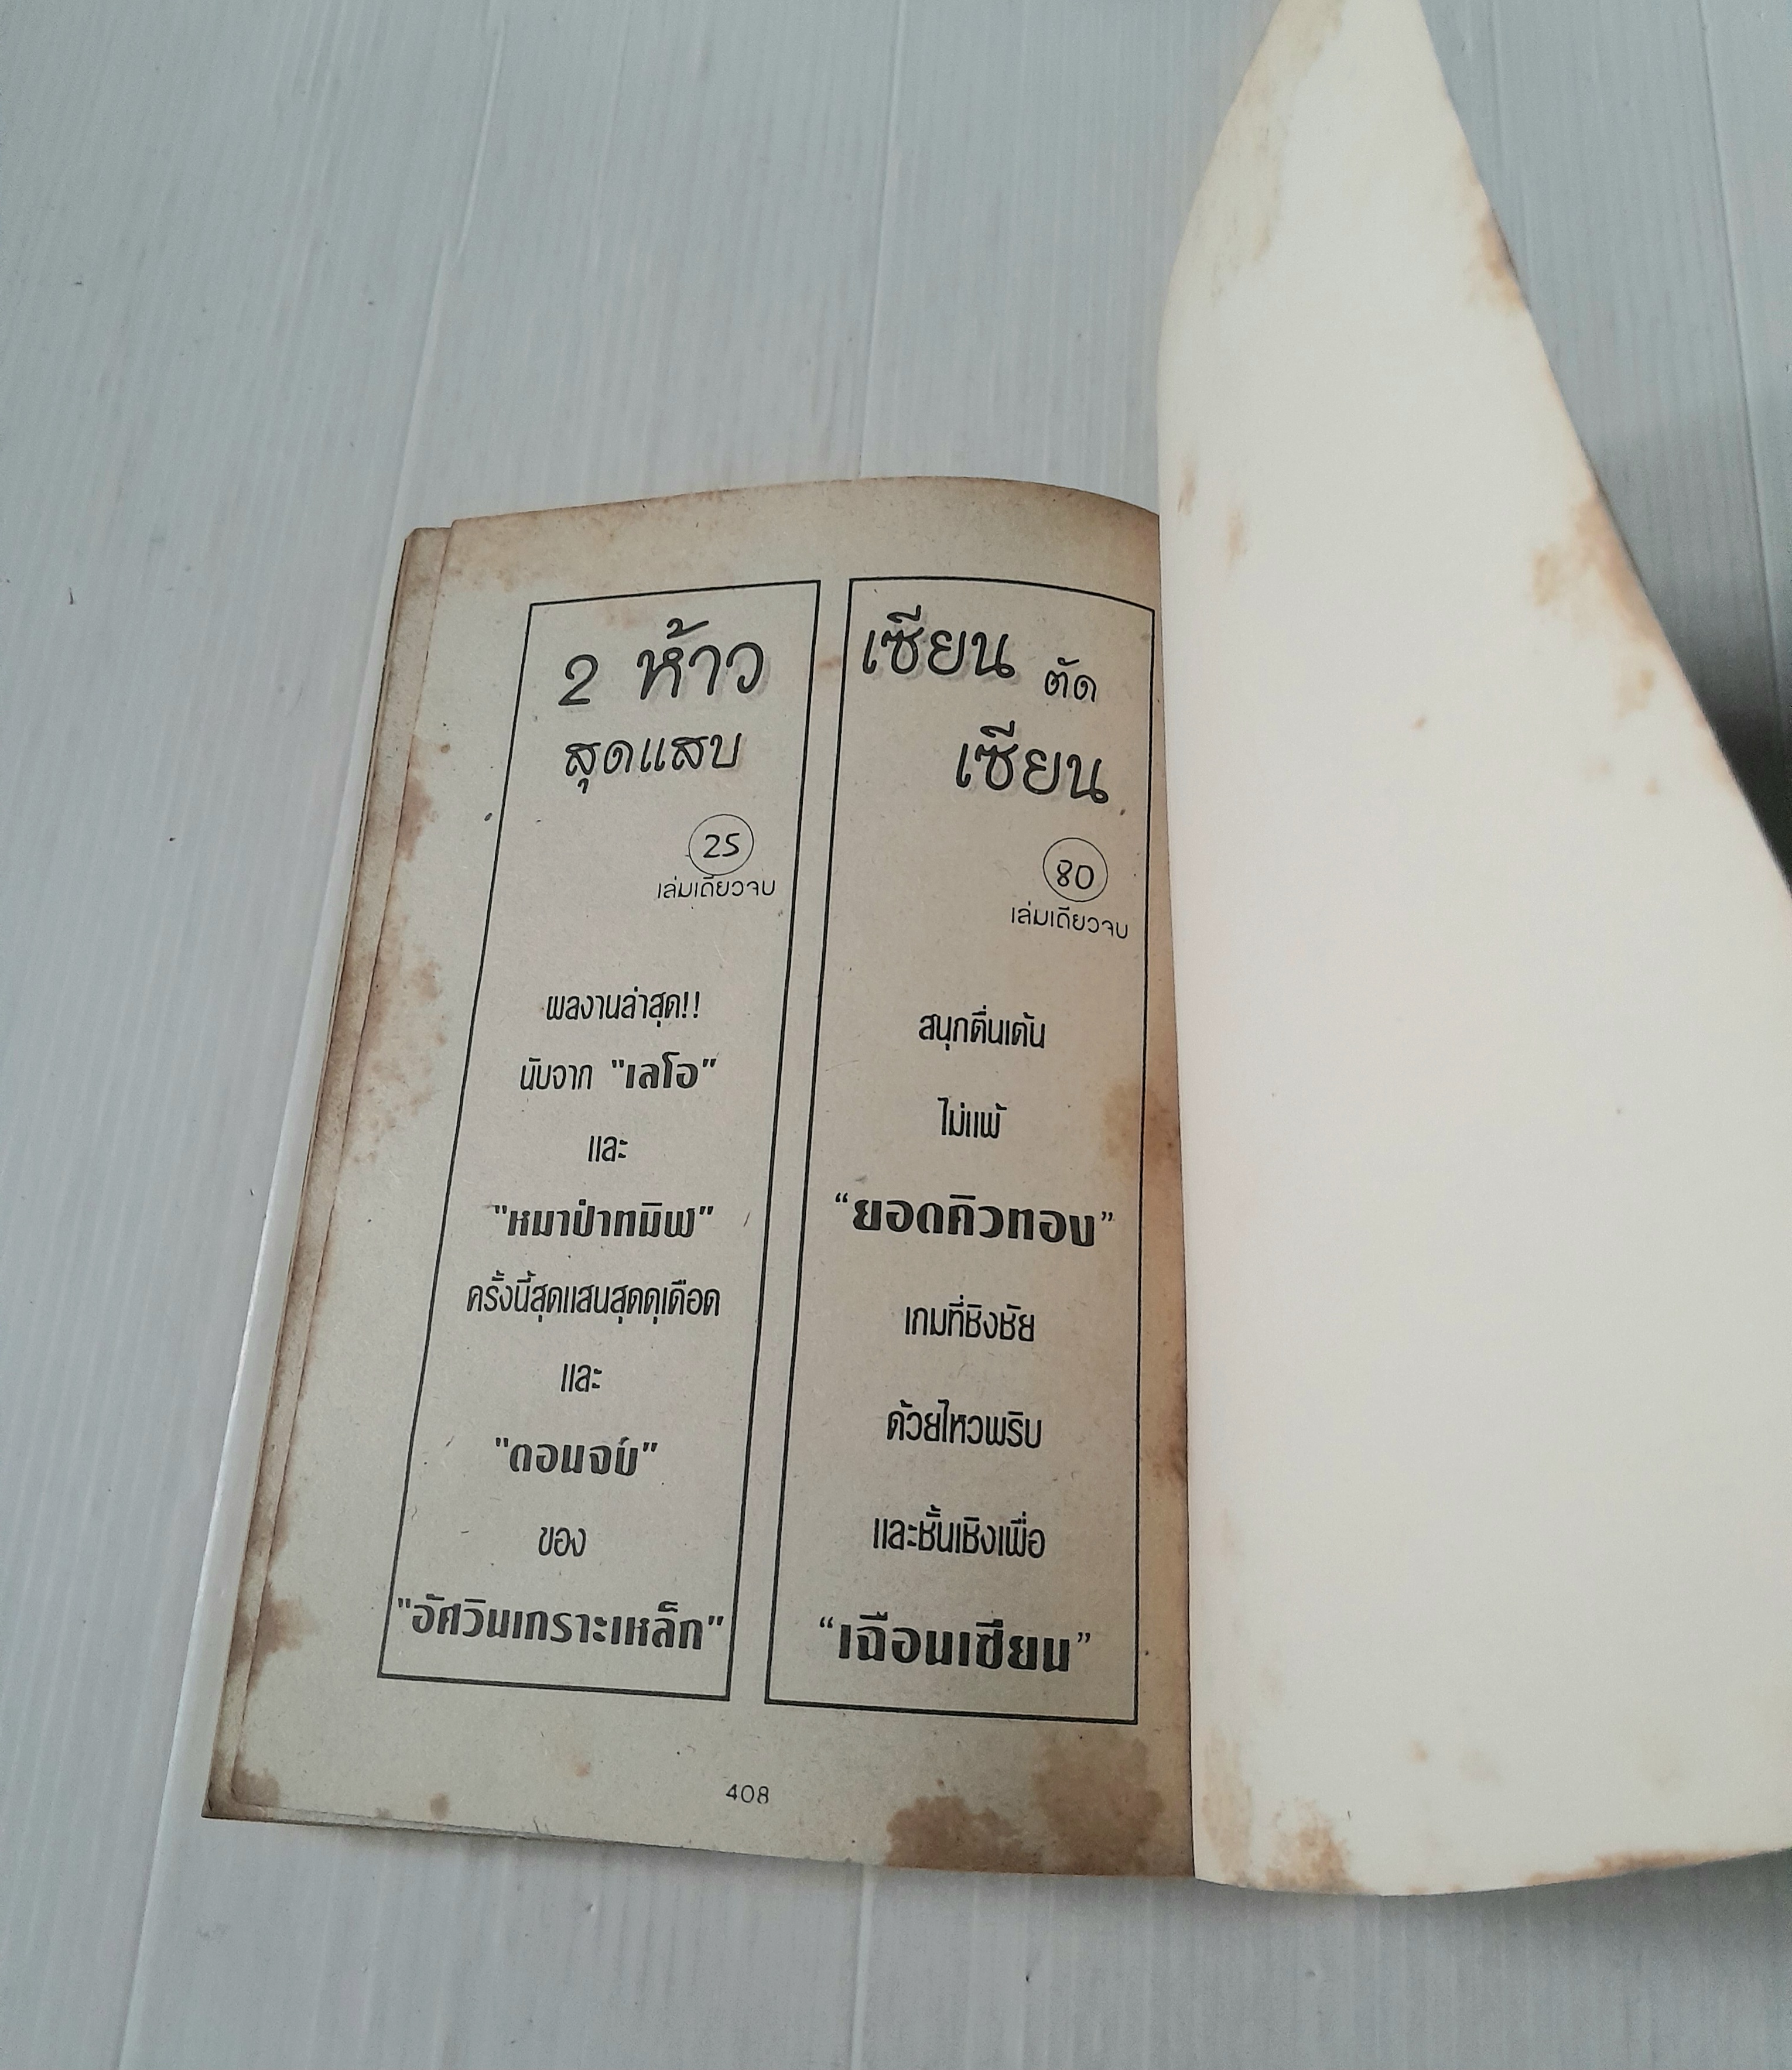 2 ห้าว
สุดแสบ
25
เล่มเดียวจบ
ผลงานล่าสุด!!
นับจาก "เลโอ"
และ
"หมาป่าทมิฬ"
ครั้งนี้สุดแสนสุดดุเดือด
และ
"ตอนจบ"
ของ
"อัศวินเกราะเหล็ก"
เซียน ตัด
เซียน
80
เล่มเดียวจบ
สนุกตื่นเต้น
ไม่แพ้
“ยอดคิวทอง”
เกมที่ชิงชัย
ด้วยไหวพริบ
และชั้นเชิงเพื่อ
“เฉือนเซียน”
408